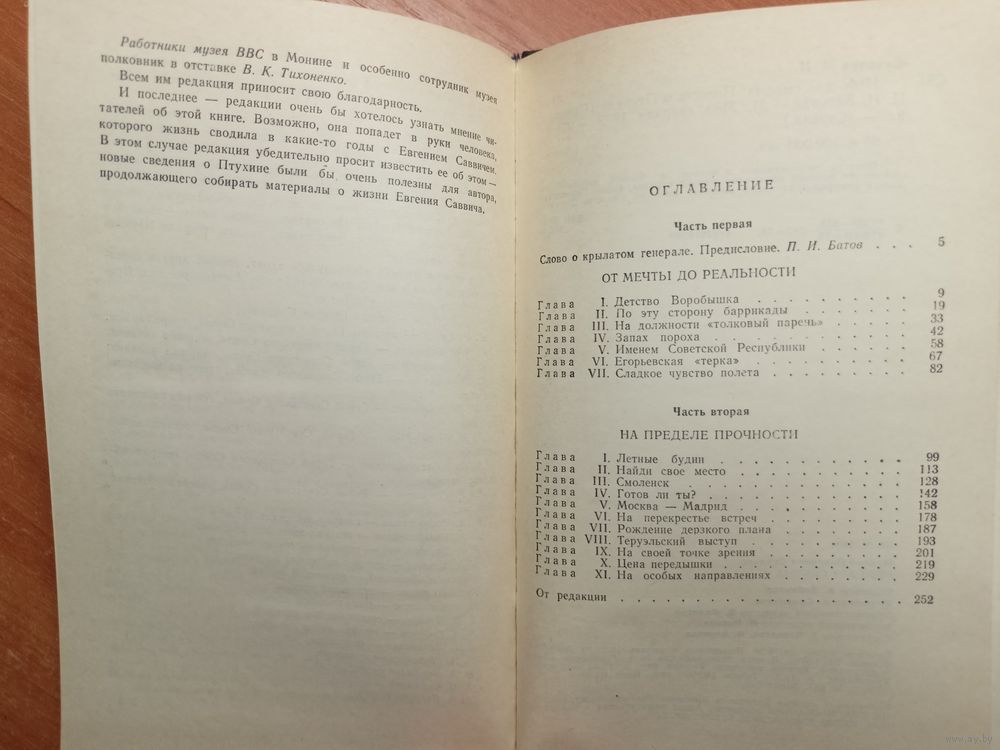 Работники музея ВВС в Монине и особенно сотрудник музея
полковник в отставке В. К. Тихоненко.
Всем им редакция приносит свою благодарность.
И последнее — редакции очень бы хотелось узнать мнение чи-
тателей об этой книге. Возможно, она попадет в руки человека,
которого жизнь сводила в какие-то годы с Евгением Саввичем.
В этом случае редакция убедительно просит известить ее об этом —
новые сведения о Птухине были бы очень полезны для автора,
продолжающего собирать материалы о жизни Евгения Саввича.
ОГЛАВЛЕНИЕ
Часть первая
Слово о крылатом генерале. Предисловие. П. И. Батов . . . 5
ОТ МЕЧТЫ ДО РЕАЛЬНОСТИ
Глава I. Детство Воробышка . . . . . . . . . 9
Глава II. По эту сторону баррикады . . . . . . 19
Глава III. На должности «толковый паречь» . . . . . 33
Глава IV. Запах пороха . . . . . . . . . . 42
Глава V. Именем Советской Республики . . . . . 58
Глава VI. Егорьевская «терка» . . . . . . . . 67
Глава VII. Сладкое чувство полета . . . . . . . 82
Часть вторая
НА ПРЕДЕЛЕ ПРОЧНОСТИ
Глава I. Летные будни . . . . . . . . . . 99
Глава II. Найди свое место . . . . . . . . . 113
Глава III. Смоленск . . . . . . . . . . . . 128
Глава IV. Готов ли ты? . . . . . . . . . . 142
Глава V. Москва — Мадрид . . . . . . . . . 158
Глава VI. На перекрестье встреч . . . . . . . 178
Глава VII. Рождение дерзкого плана . . . . . . 187
Глава VIII. Теруэльский выступ . . . . . . . . 193
Глава IX. На своей точке зрения . . . . . . . 201
Глава X. Цена передышки . . . . . . . . . 219
Глава XI. На особых направлениях . . . . . . 229
От редакции . . . . . . . . . . . . . . . 252
www.ay.by